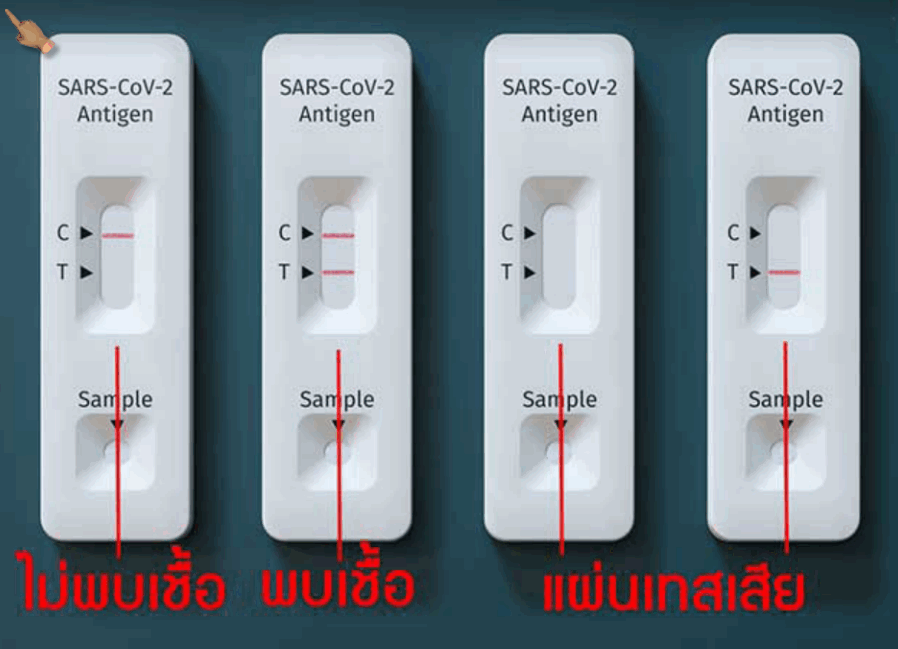 SARS-CoV-2
Antigen
C
T
Sample
ไม่พบเชื้อ
SARS-CoV-2
Antigen
C
T
Sample
พบเชื้อ
SARS-CoV-2
Antigen
C
T
Sample
SARS-CoV-2
Antigen
C
T
Sample
แผ่นเทสเสีย